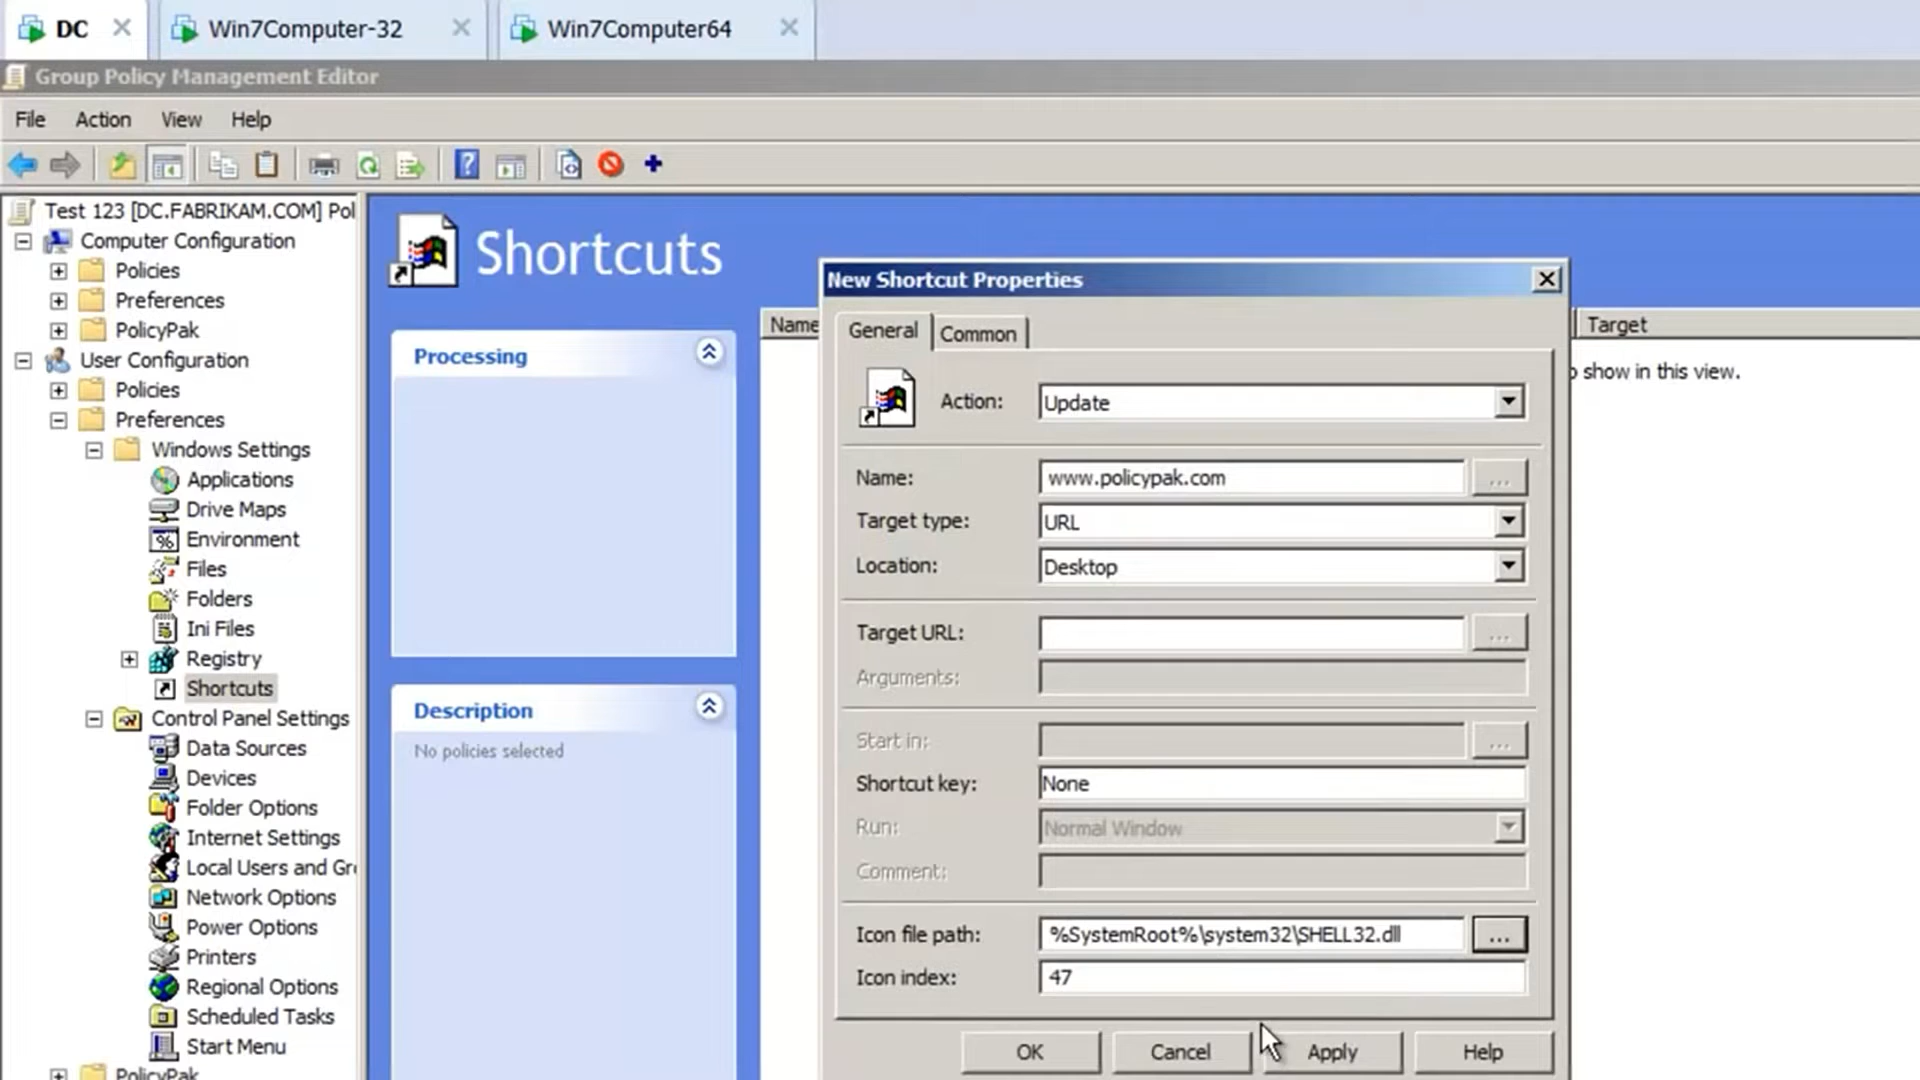 DC
Win7Computer-32
Win7Computer64
Group Policy Management Editor
File Action View Help
Test 123 [DC.FABRIKAM.COM] Pol
Computer Configuration
Policies
Preferences
PolicyPak
User Configuration
Policies
Preferences
Windows Settings
Applications
Drive Maps
Environment
Files
Folders
Ini Files
Registry
Shortcuts
Control Panel Settings
Data Sources
Devices
Folder Options
Internet Settings
Local Users and Gr
Network Options
Power Options
Printers
Regional Options
Scheduled Tasks
Start Menu
PolicyPak
Shortcuts
Processing
Description
No policies selected
Name
Target
show in this view.
New Shortcut Properties
General Common
Action: Update
Name: www.policypak.com ...
Target type: URL
Location: Desktop
Target URL: ...
Arguments:
Start in: ...
Shortcut key: None
Run: Normal Window
Comment:
Icon file path: %SystemRoot%\system32\SHELL32.dll ...
Icon index: 47
OK Cancel Apply Help